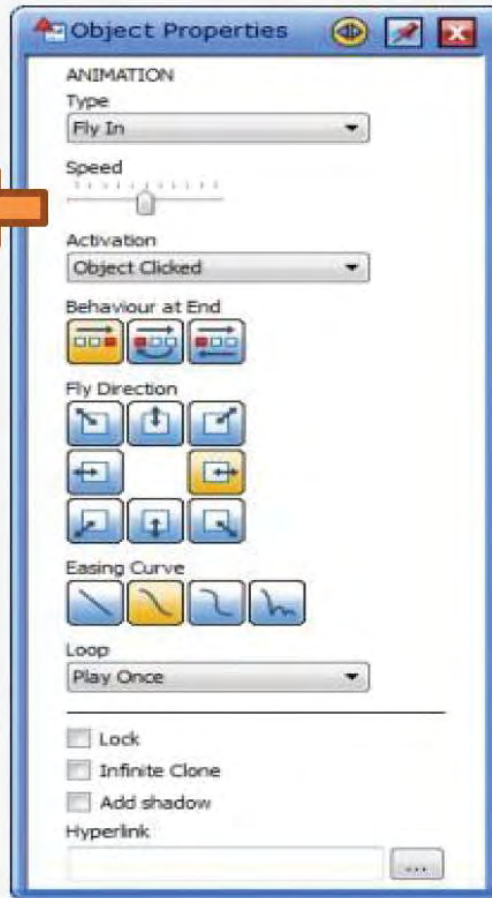 Object Properties
ANIMATION
Type
Fly In
Speed
Activation
Object Clicked
Behaviour at End
Fly Direction
Easing Curve
Loop
Play Once
Lock
Infinite Clone
Add shadow
Hyperlink
...